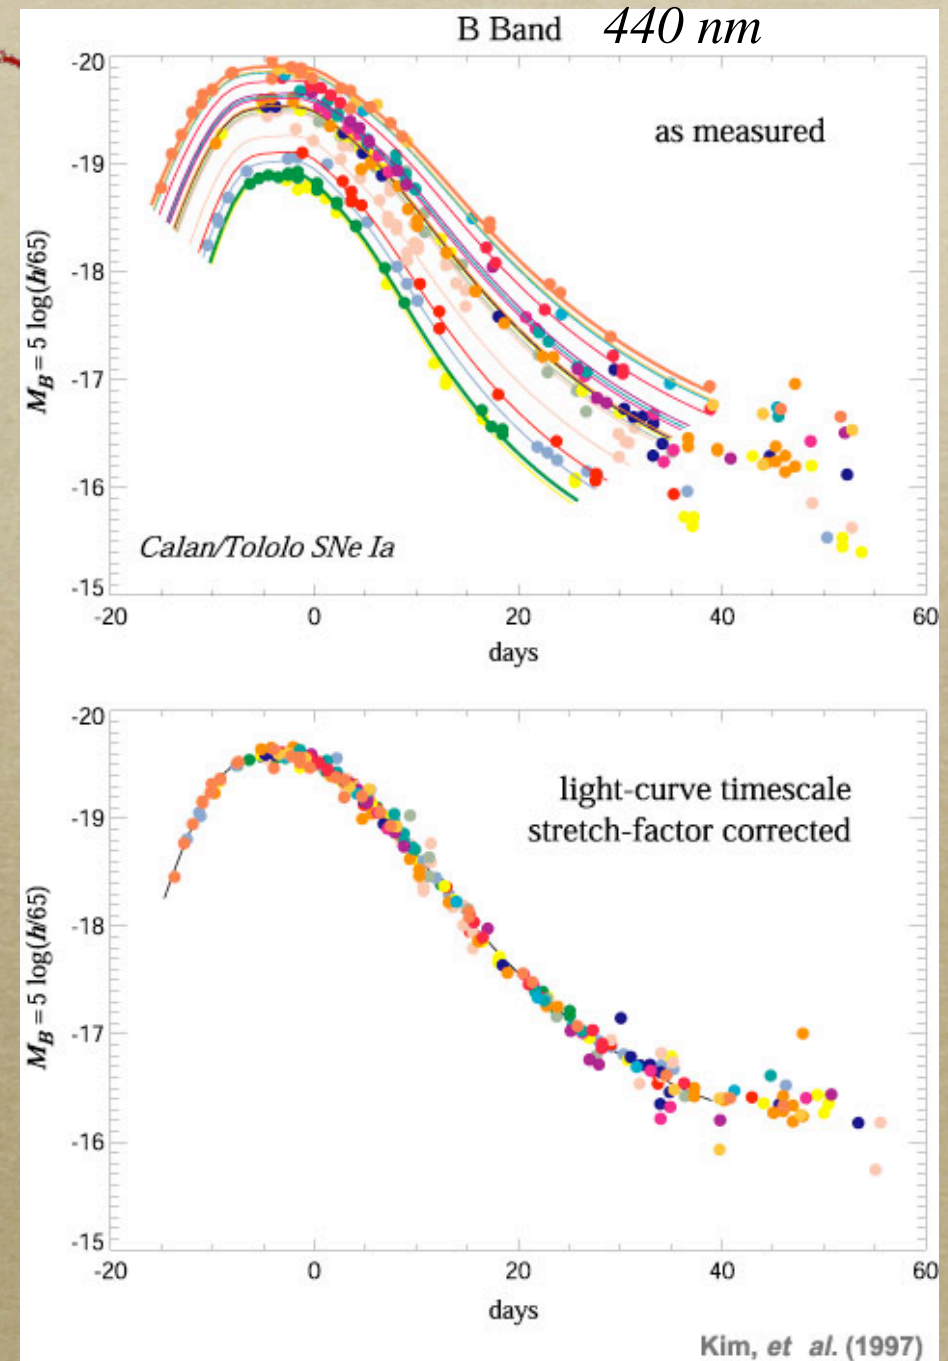 B Band 440 nm
-20
-19
-18
-17
-16
-15
M_B = 5 log(h/65)
as measured
Calan/Tololo SNe Ia
-20 0 20 40 60
days
-20
-19
-18
-17
-16
-15
M_B = 5 log(h/65)
light-curve timescale
stretch-factor corrected
-20 0 20 40 60
days
Kim, et al. (1997)